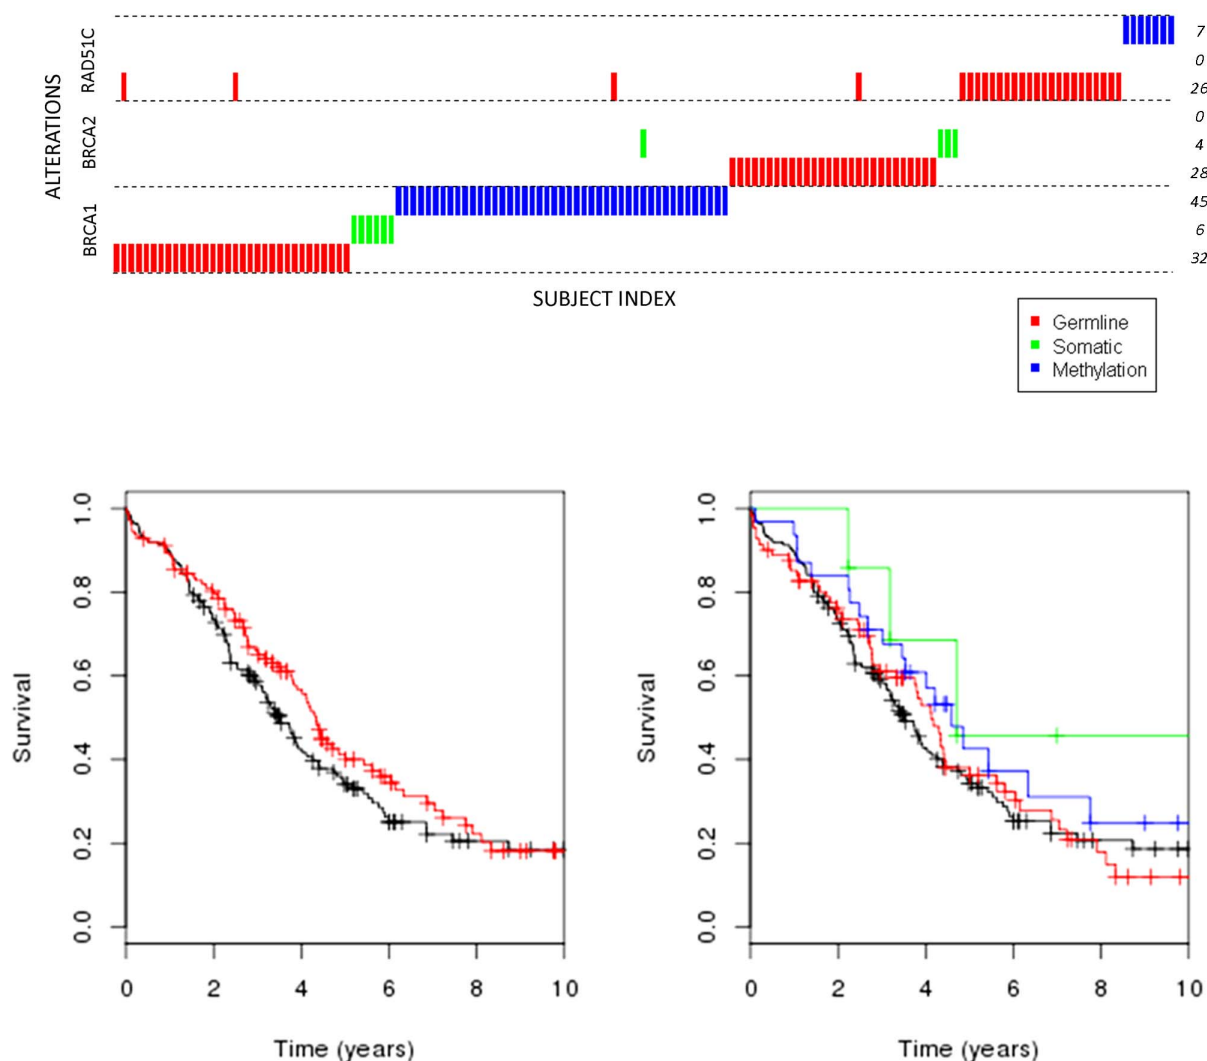 ALTERATIONS
RAD51C
BRCA2
BRCA1
7
0
26
0
4
28
45
6
32
SUBJECT INDEX
Germline
Somatic
Methylation
Survival
1.0
0.8
0.6
0.4
0.2
0.0
0 2 4 6 8 10
Time (years)
Survival
1.0
0.8
0.6
0.4
0.2
0.0
0 2 4 6 8 10
Time (years)